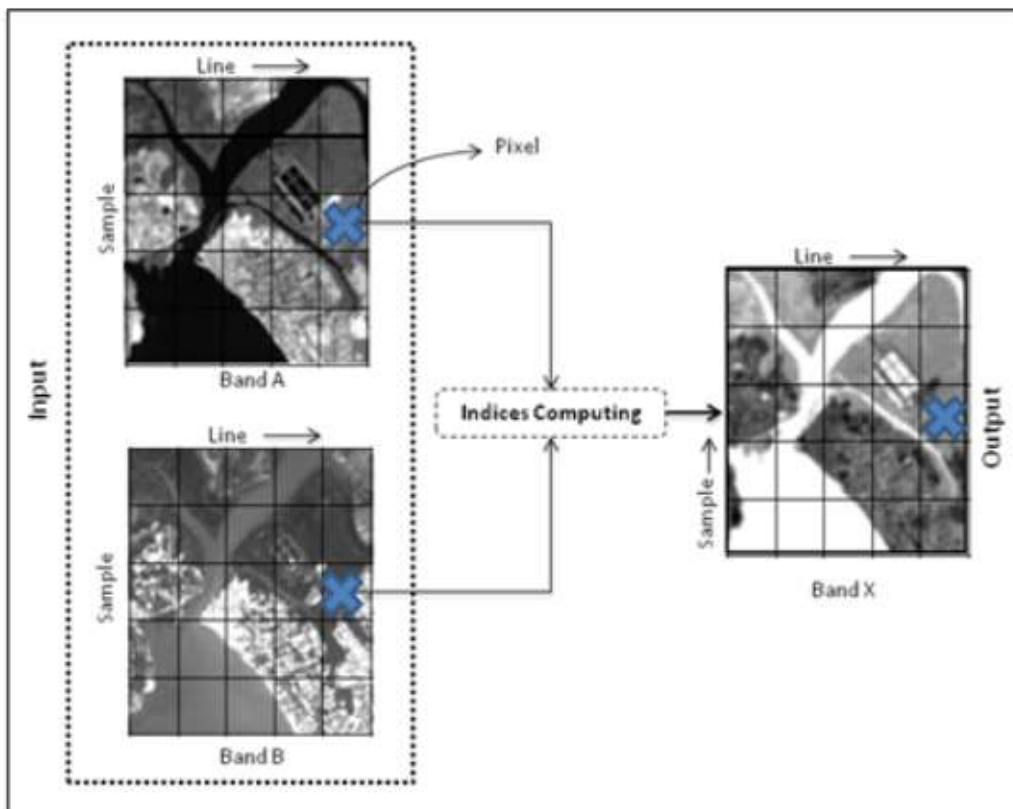 Line
Pixel
Sample
Band A
Input
Line
Sample
Band B
Indices Computing
Line
Sample
Output
Band X